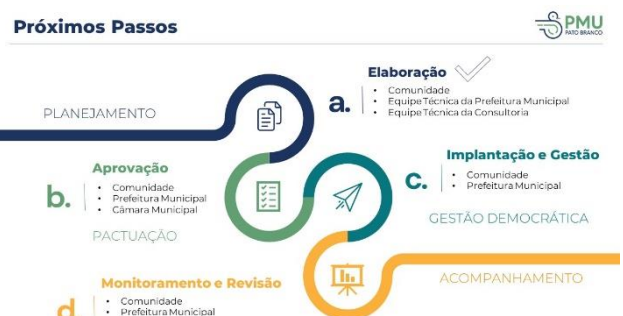 Próximos Passos
PMU
PATO BRANCO
PLANEJAMENTO
a.
Elaboração
• Comunidade
• Equipe Técnica da Prefeitura Municipal
• Equipe Técnica da Consultoria
b.
Aprovação
• Comunidade
• Prefeitura Municipal
• Câmara Municipal
PACTUAÇÃO
c.
Implantação e Gestão
• Comunidade
• Prefeitura Municipal
GESTÃO DEMOCRÁTICA
ACOMPANHAMENTO
d
Monitoramento e Revisão
• Comunidade
• Prefeitura Municipal